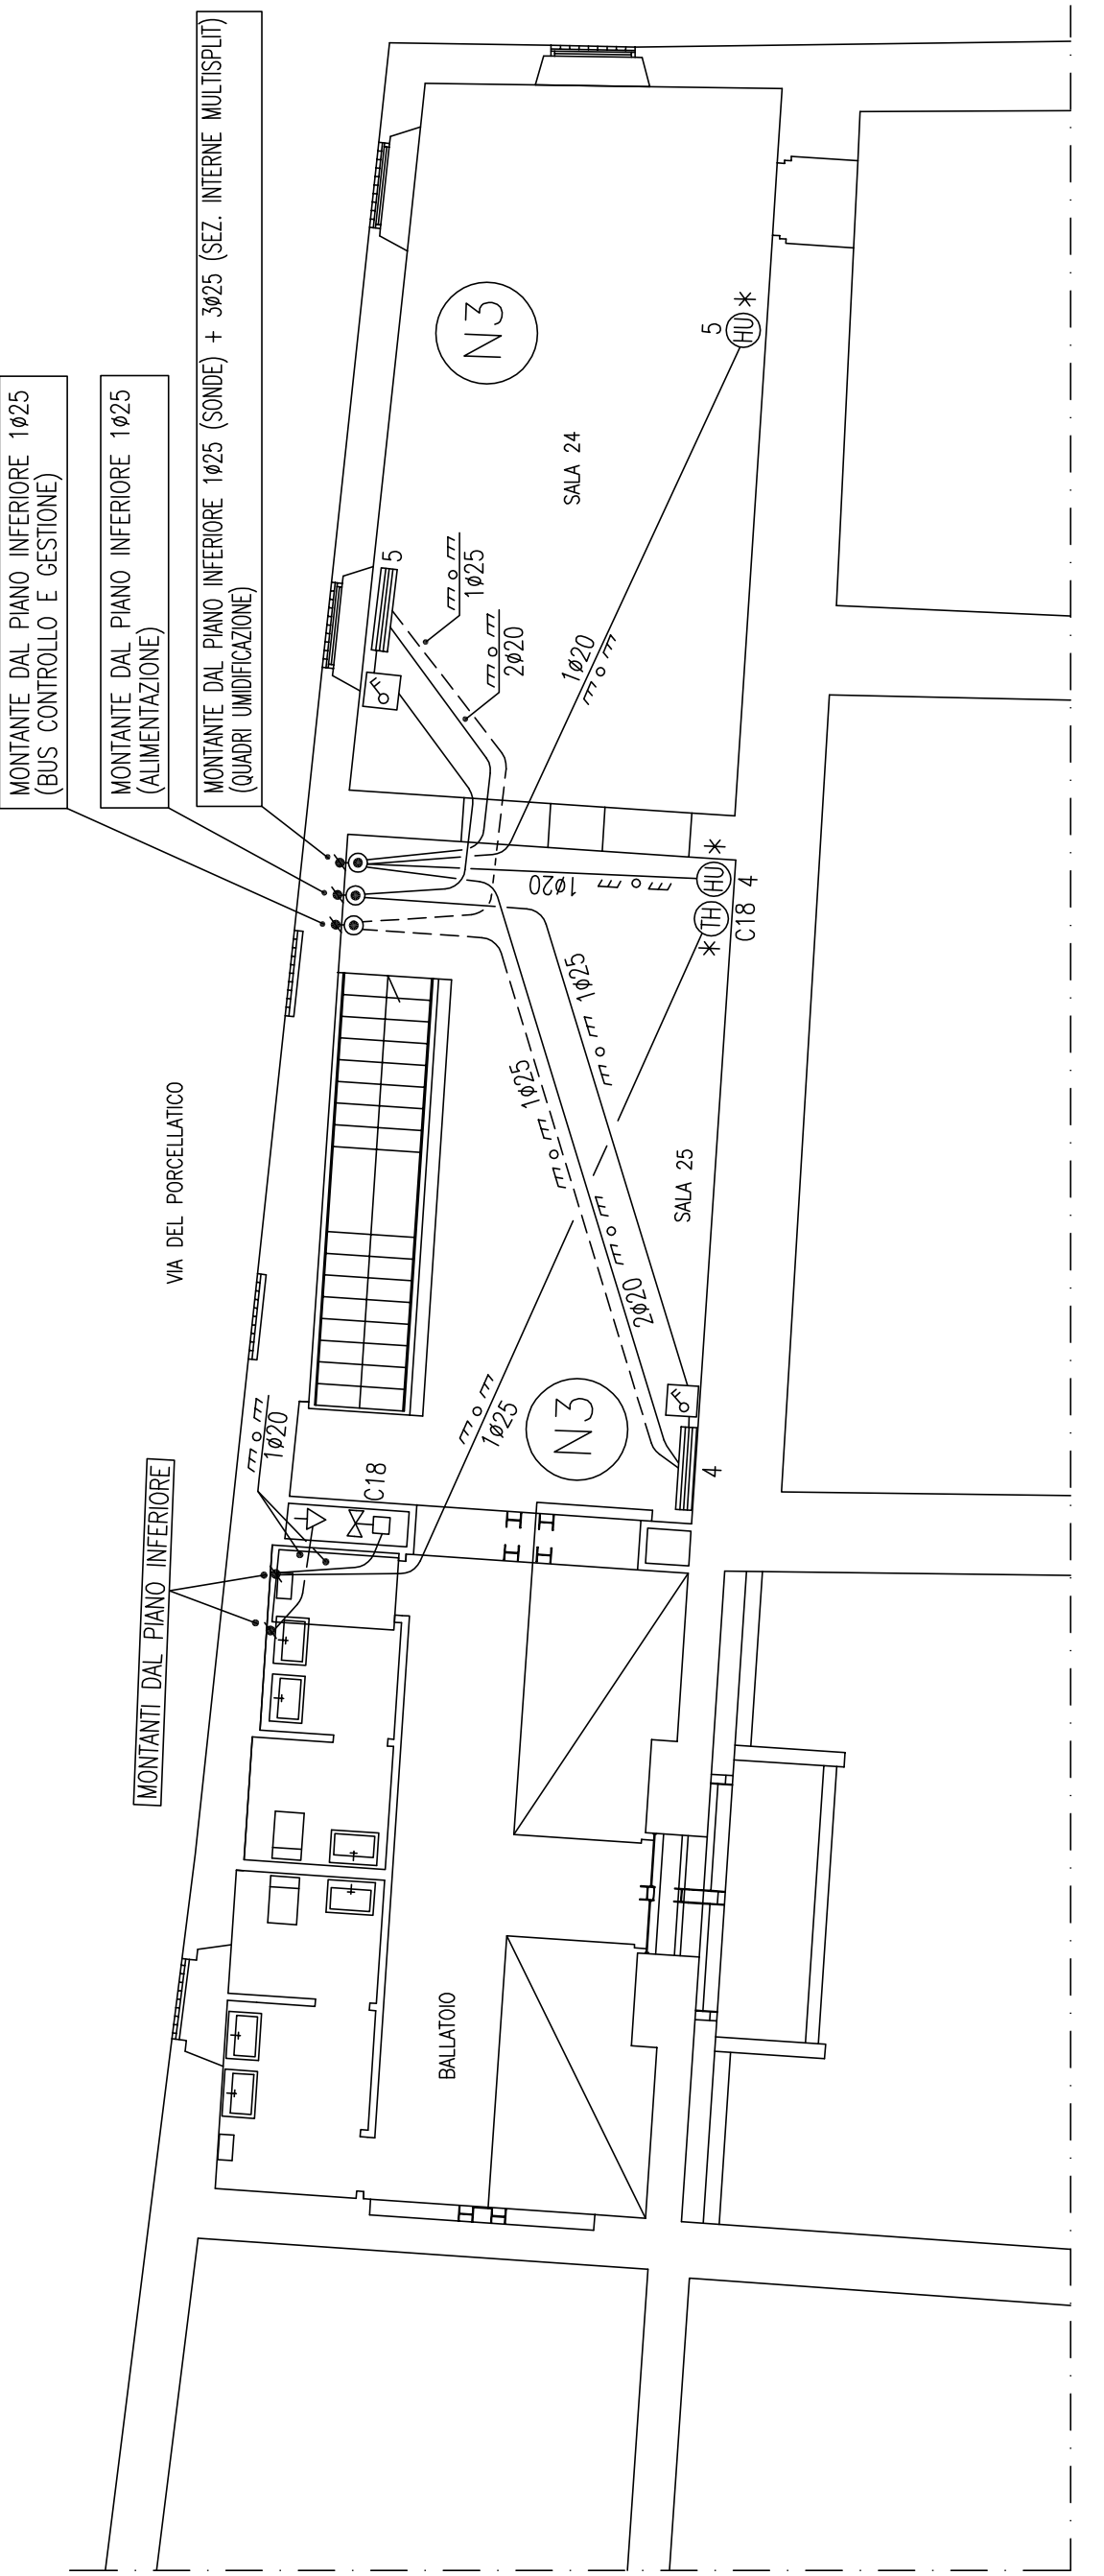 MONTANTE DAL PIANO INFERIORE 1ø25
(BUS CONTROLLO E GESTIONE)
MONTANTE DAL PIANO INFERIORE 1ø25
(ALIMENTAZIONE)
MONTANTE DAL PIANO INFERIORE 1ø25 (SONDE) + 3ø25 (SEZ. INTERNE MULTISPLIT)
(QUADRI UMIDIFICAZIONE)
VIA DEL PORCELLATICO
MONTANTI DAL PIANO INFERIORE
N3
SALA 24
5
HU
*
5
1ø25
2ø20
1ø20
1ø20
HU
*
4
TH
*
C18
1ø25
1ø25
2ø20
SALA 25
N3
4
1ø25
1ø20
C18
BALLATOIO